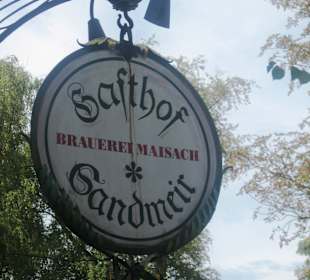 Gasthof
BRAUEREI MAISACH
*
Sandmeir